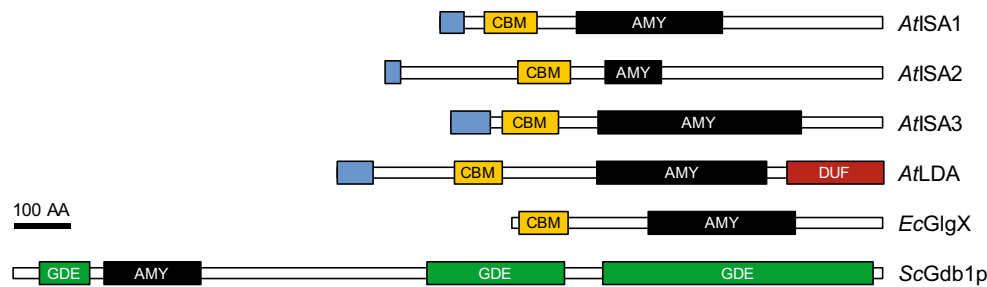 CBM AMY AtISA1
CBM AMY AtISA2
CBM AMY AtISA3
CBM AMY DUF AtLDA
100 AA
CBM AMY EcGlgX
GDE AMY GDE GDE ScGdb1p